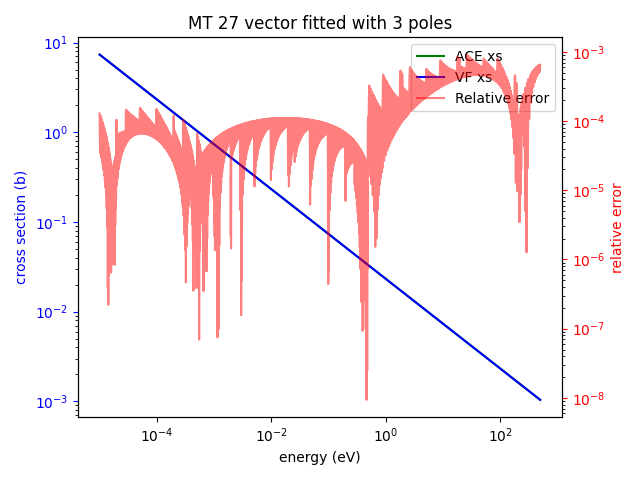 MT 27 vector fitted with 3 poles
ACE xs
VF xs
Relative error
cross section (b)
10^1
10^0
10^-1
10^-2
10^-3
10^-3
10^-4
10^-5
10^-6
10^-7
10^-8
relative error
10^-4
10^-2
10^0
10^2
energy (eV)